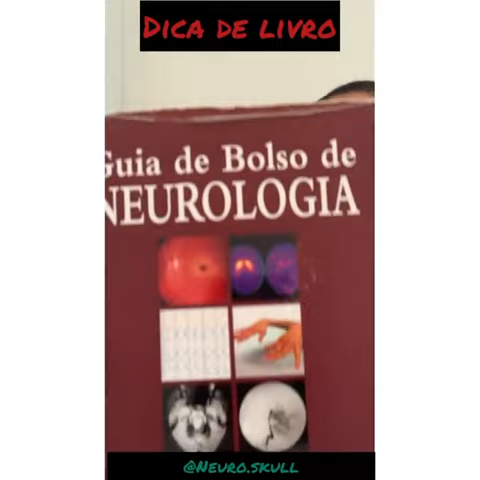 Dica de livro
Guia de Bolso de
NEUROLOGIA
@Neuro.skull